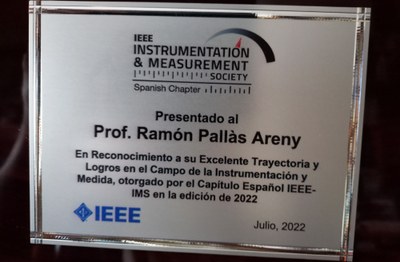 IEEE
INSTRUMENTATION
& MEASUREMENT
SOCIETY
Spanish Chapter
Presentado al
Prof. Ramón Pallàs Areny
En Reconocimiento a su Excelente Trayectoria y
Logros en el Campo de la Instrumentación y
Medida, otorgado por el Capítulo Español IEEE-
IMS en la edición de 2022
IEEE
Julio, 2022